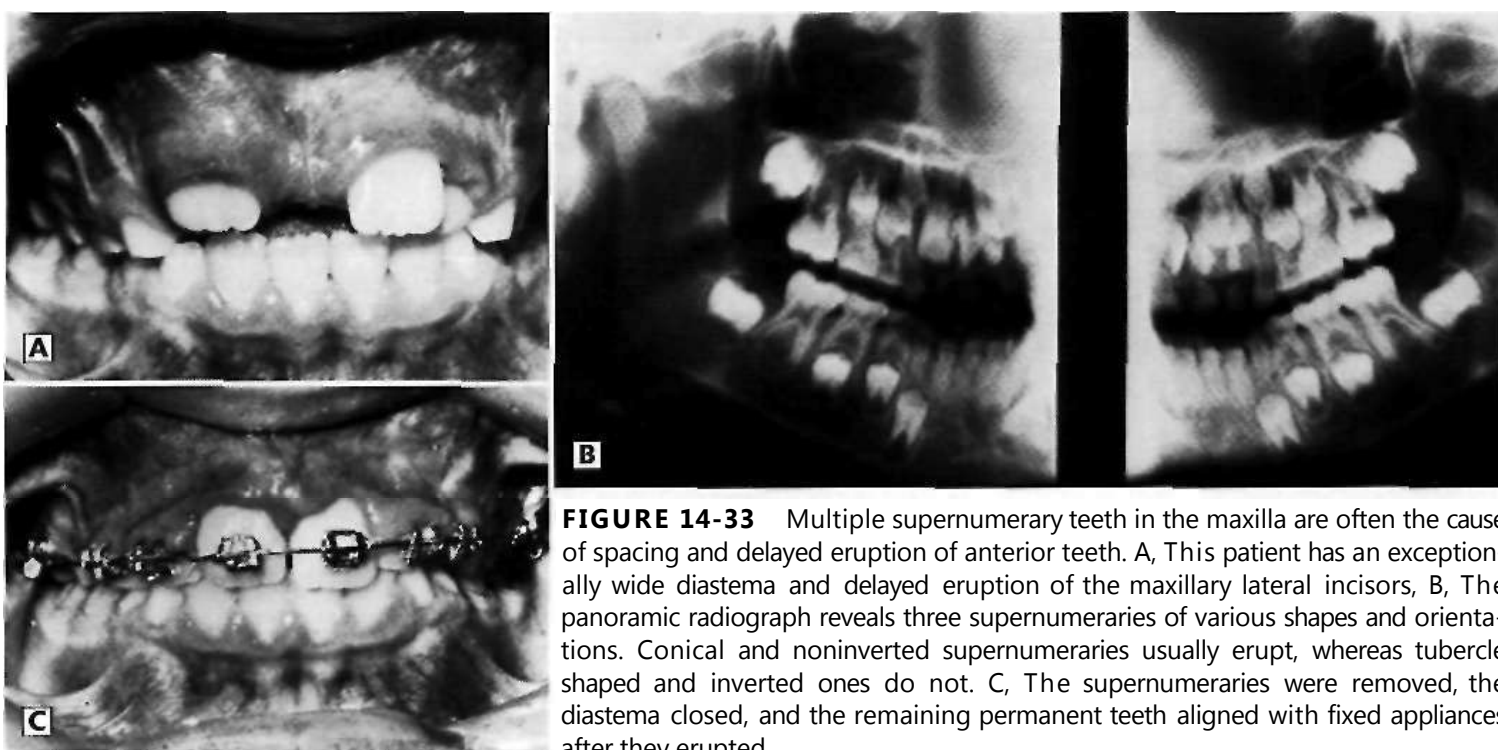 A
B
C
FIGURE 14-33 Multiple supernumerary teeth in the maxilla are often the cause
of spacing and delayed eruption of anterior teeth. A, This patient has an exception
ally wide diastema and delayed eruption of the maxillary lateral incisors, B, The
panoramic radiograph reveals three supernumeraries of various shapes and orienta-
tions. Conical and noninverted supernumeraries usually erupt, whereas tubercle
shaped and inverted ones do not. C, The supernumeraries were removed, the
diastema closed, and the remaining permanent teeth aligned with fixed appliances
after they erupted